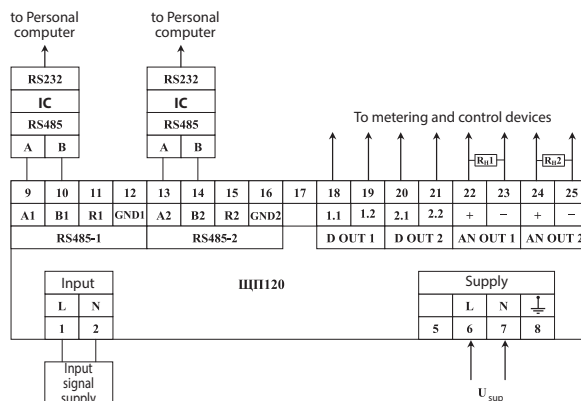 to Personal
computer
to Personal
computer
RS232
RS232
IC
IC
RS485
RS485
To metering and control devices
A B
A B
Rн1
Rн2
9 10 11 12 13 14 15 16 17 18 19 20 21 22 23 24 25
A1 B1 R1 GND1 A2 B2 R2 GND2 1.1 1.2 2.1 2.2 + − + −
RS485-1 RS485-2 D OUT 1 D OUT 2 AN OUT 1 AN OUT 2
Input
ЩП120
Supply
L N
L N
1 2
5 6 7 8
Input
signal
supply
U sup